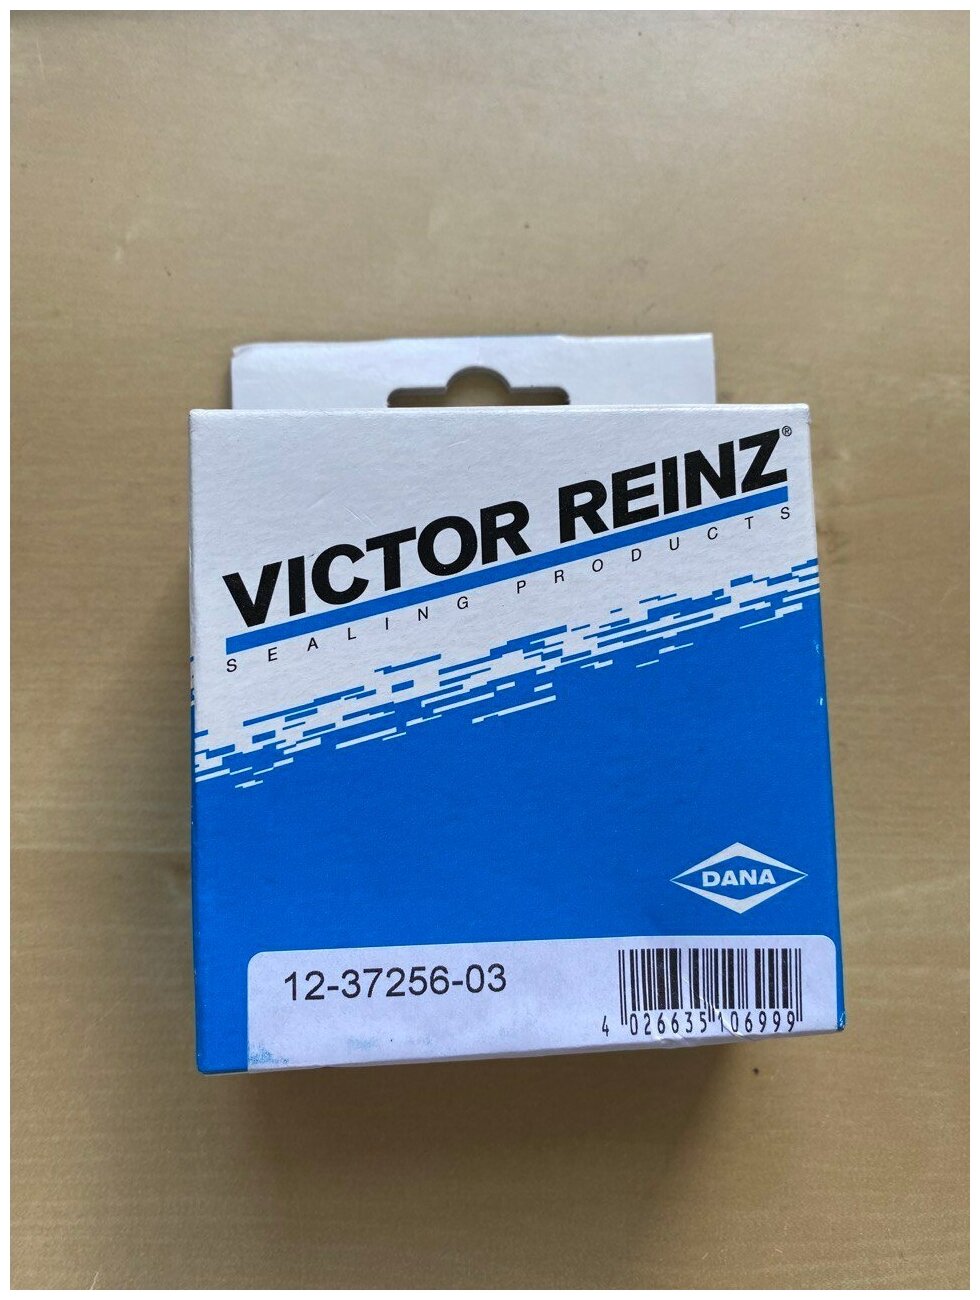 VICTOR REINZ®
SEALING PRODUCTS
DANA
12-37256-03
4 026635 106999